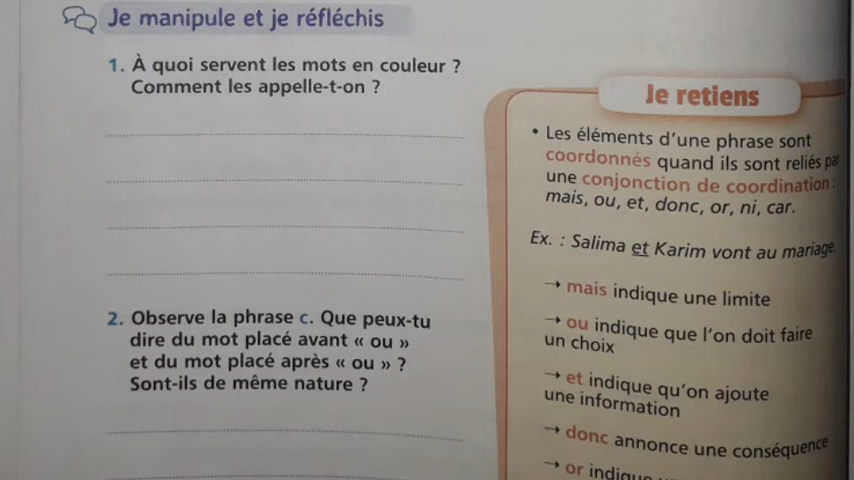 Je manipule et je réfléchis
1. À quoi servent les mots en couleur ?
Comment les appelle-t-on ?
2. Observe la phrase c. Que peux-tu
dire du mot placé avant « ou »
et du mot placé après « ou » ?
Sont-ils de même nature ?
Je retiens
• Les éléments d'une phrase sont
coordonnés quand ils sont reliés par
une conjonction de coordination :
mais, ou, et, donc, or, ni, car.
Ex. : Salima et Karim vont au mariage.
→ mais indique une limite
→ ou indique que l'on doit faire
un choix
→ et indique qu'on ajoute
une information
→ donc annonce une conséquence
→ or indique